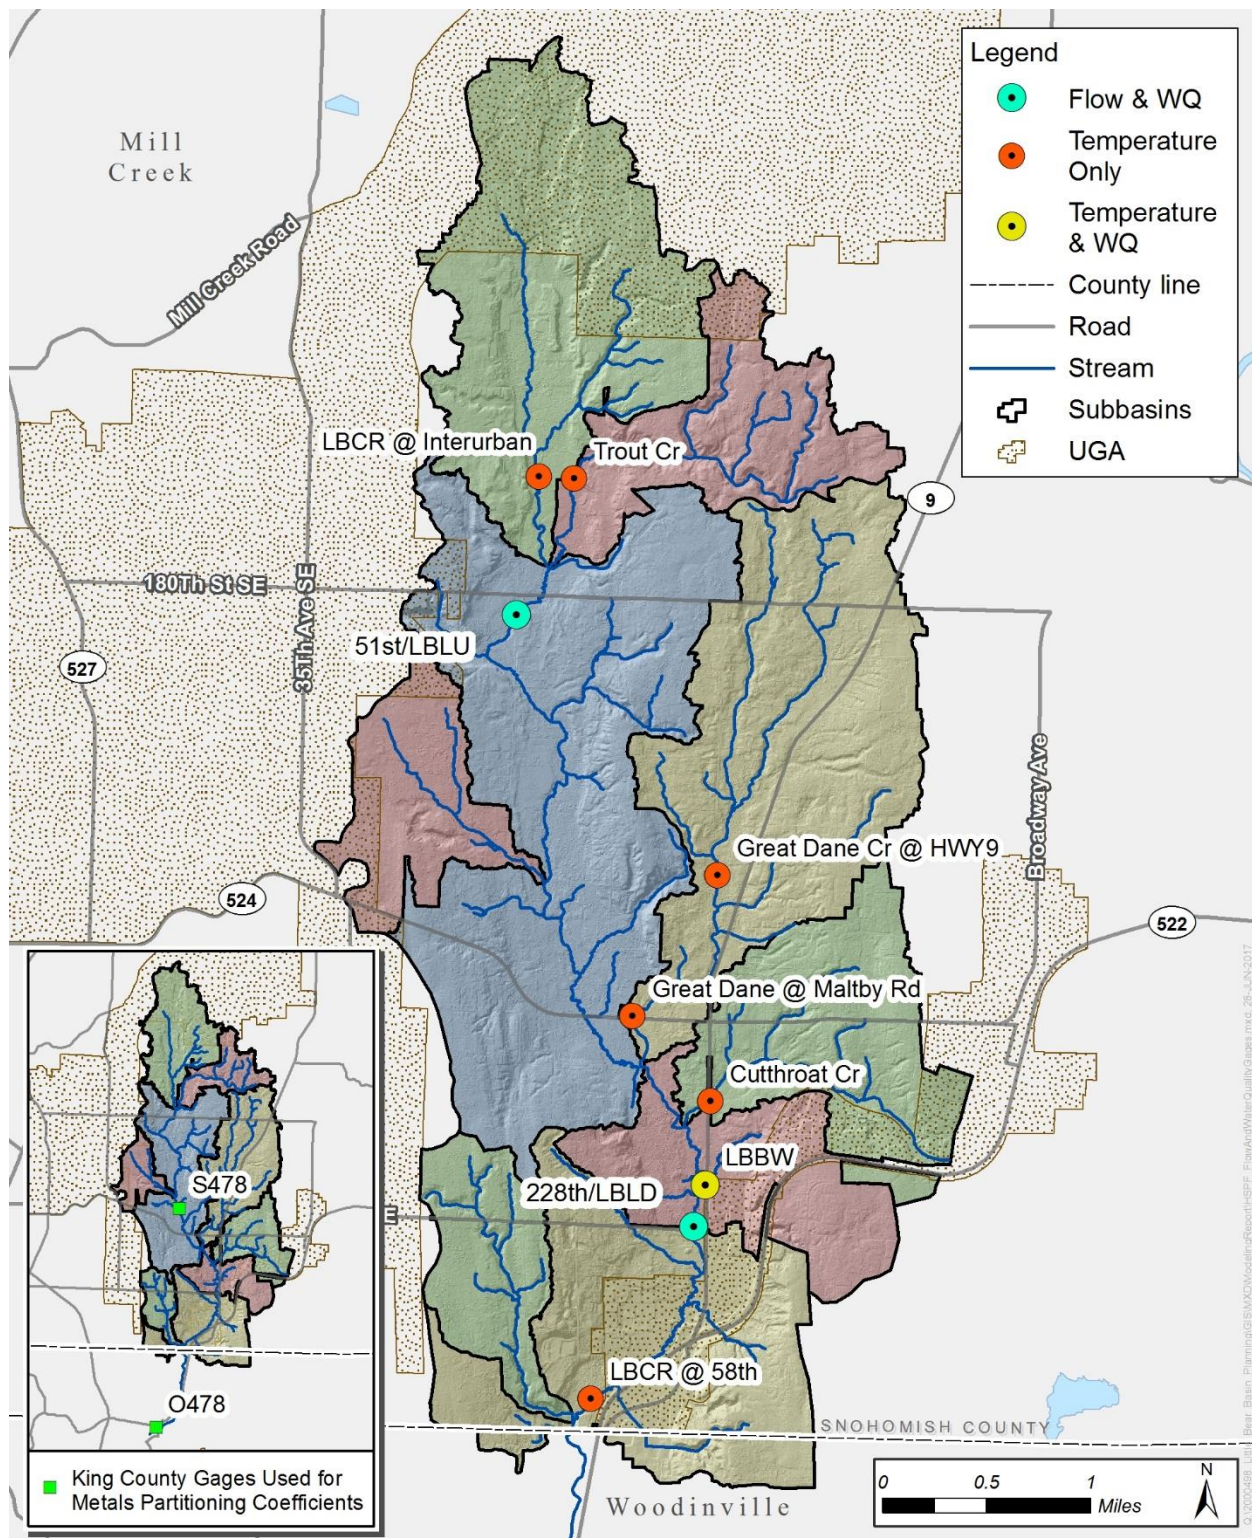 Legend
Flow & WQ
Temperature
Only
Temperature
& WQ
County line
Road
Stream
Subbasins
UGA
Mill
Creek
Mill Creek Road
LBCR @ Interurban
Trout Cr
9
180Th St SE
35Th Ave SE
51st/LBLU
527
Broadway Ave
Great Dane Cr @ HWY9
524
522
Great Dane @ Maltby Rd
Cutthroat Cr
LBBW
228th/LBLD
E
S478
LBCR @ 58th
O478
SNOHOMISH COUNTY
King County Gages Used for
Metals Partitioning Coefficients
Woodinville
0 0.5 1
Miles
N